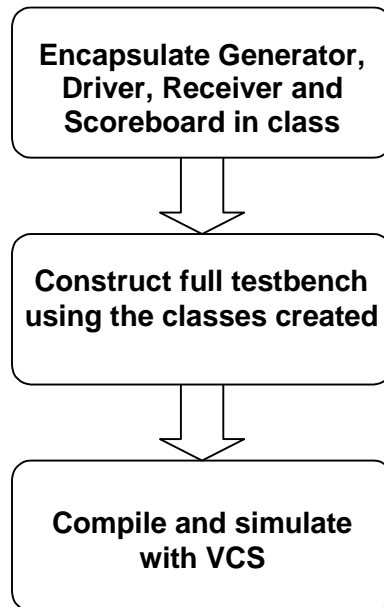 Encapsulate Generator,
Driver, Receiver and
Scoreboard in class
Construct full testbench
using the classes created
Compile and simulate
with VCS